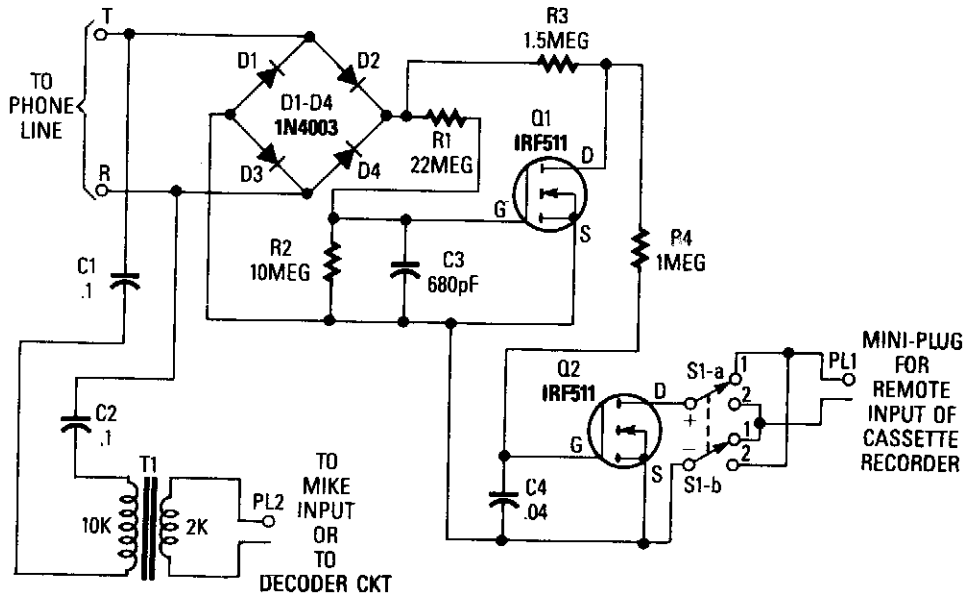 T
TO
PHONE
LINE
R
D1
D2
D1-D4
1N4003
D3
D4
R3
1.5MEG
R1
22MEG
Q1
IRF511
D
G
S
R2
10MEG
C3
680pF
R4
1MEG
C1
.1
C2
.1
T1
10K
2K
PL2
TO
MIKE
INPUT
OR
TO
DECODER CKT
Q2
IRF511
D
G
S
C4
.04
S1-a
1
2
+
−
1
2
S1-b
PL1
MINI-PLUG
FOR
REMOTE
INPUT OF
CASSETTE
RECORDER